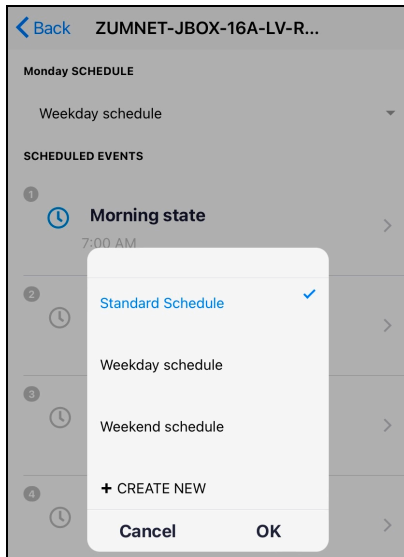 Back ZUMNET-JBOX-16A-LV-R...
Monday SCHEDULE
Weekday schedule
SCHEDULED EVENTS
1
Morning state
7:00 AM
2
Standard Schedule
Weekday schedule
3
Weekend schedule
4
+ CREATE NEW
Cancel OK